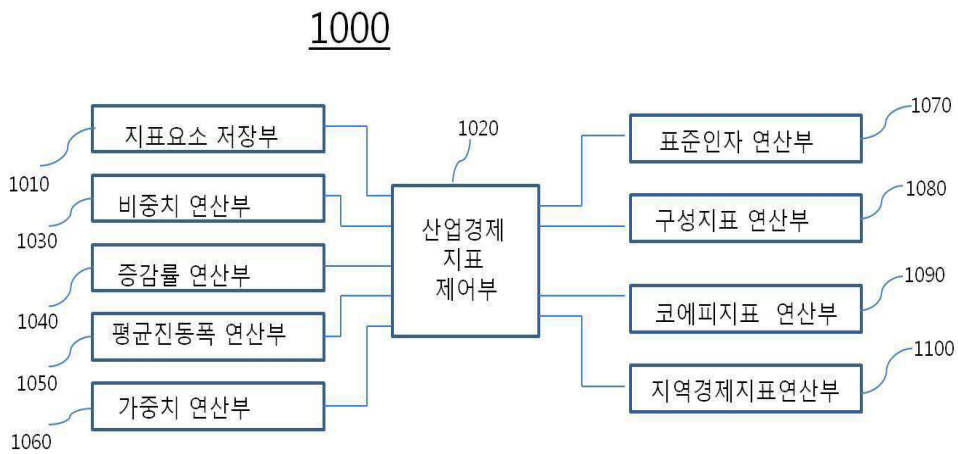 1000
지표요소 저장부
1010
비중치 연산부
1030
증감률 연산부
1040
평균진동폭 연산부
1050
가중치 연산부
1060
1020
산업경제
지표
제어부
1070
표준인자 연산부
1080
구성지표 연산부
1090
코에피지표 연산부
1100
지역경제지표연산부